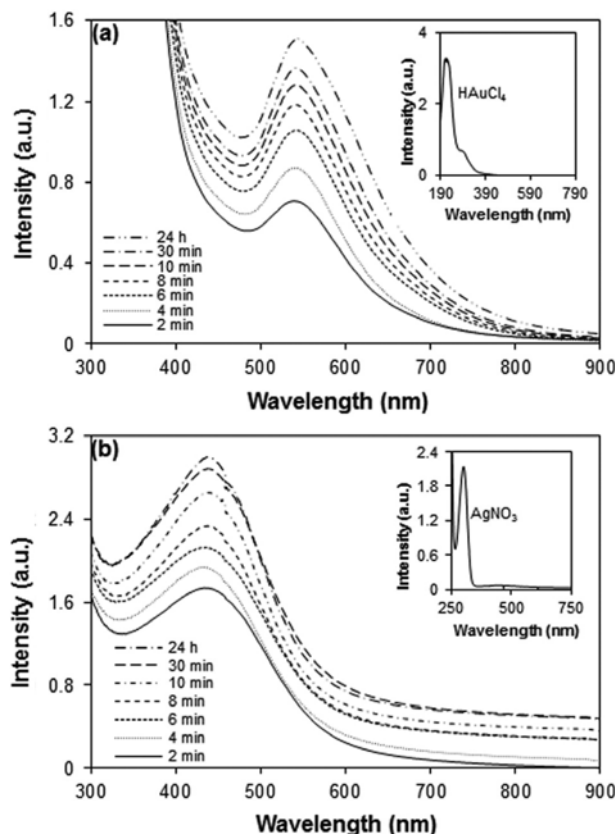 (a)
1.6
1.2
0.8
0.4
0
Intensity (a.u.)
24 h
30 min
10 min
8 min
6 min
4 min
2 min
300 400 500 600 700 800 900
Wavelength (nm)
4
2
0
Intensity (a.u.)
HAuCl4
190 390 590 790
Wavelength (nm)
(b)
3.2
2.4
1.6
0.8
0
Intensity (a.u.)
24 h
30 min
10 min
8 min
6 min
4 min
2 min
300 400 500 600 700 800 900
Wavelength (nm)
2.4
1.8
1.2
0.6
0
Intensity (a.u.)
AgNO3
250 500 750
Wavelength (nm)